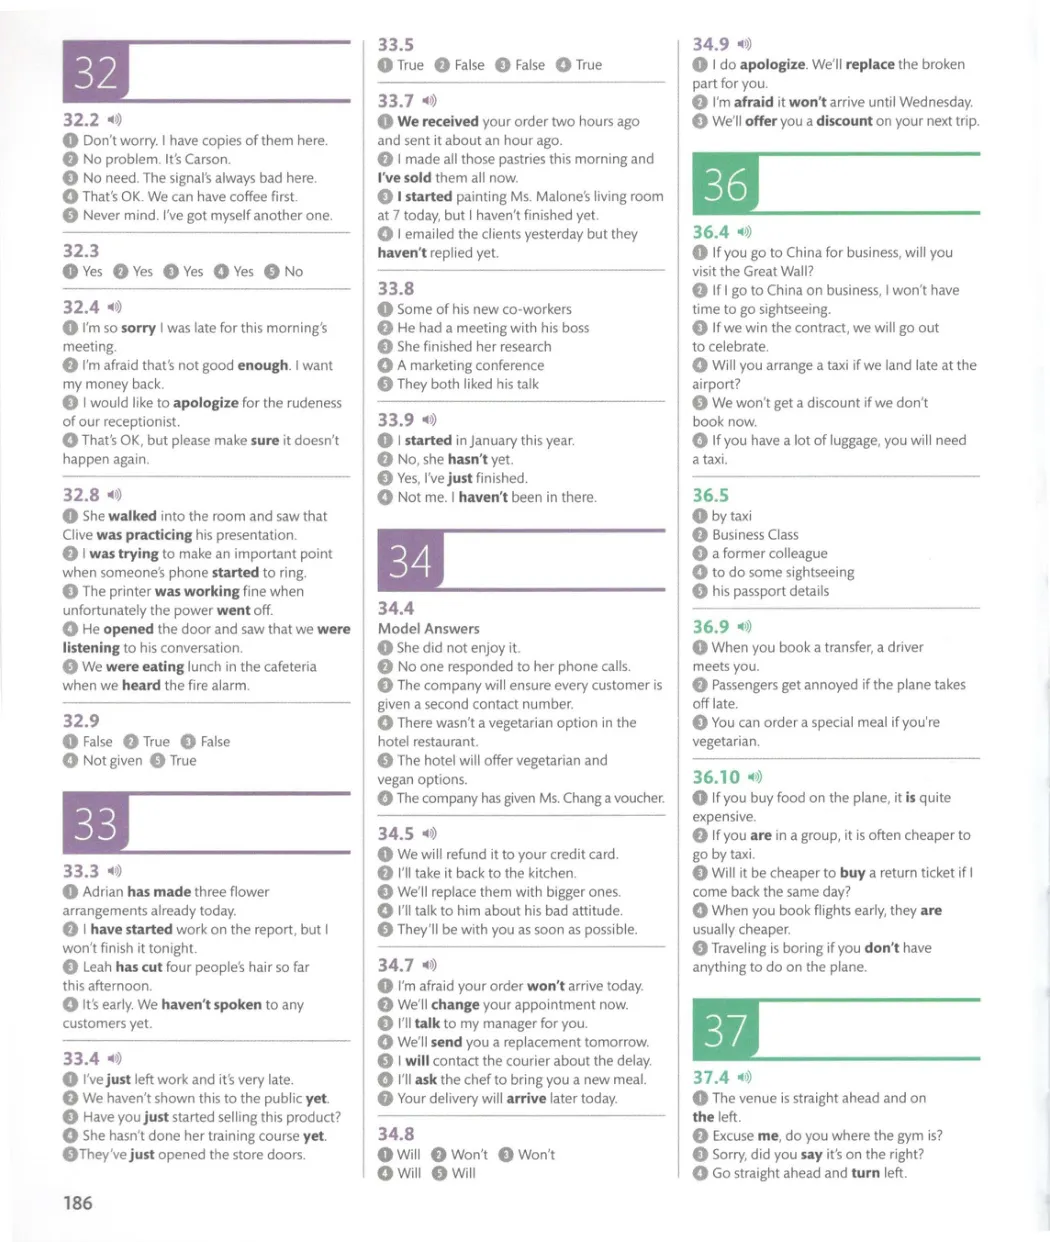 32
32.2
1 Don't worry. I have copies of them here.
2 No problem. It's Carson.
3 No need. The signal's always bad here.
4 That's OK. We can have coffee first.
5 Never mind. I've got myself another one.
32.3
1 Yes 2 Yes 3 Yes 4 Yes 5 No
32.4
1 I'm so sorry I was late for this morning's
meeting.
2 I'm afraid that's not good enough. I want
my money back.
3 I would like to apologize for the rudeness
of our receptionist.
4 That's OK, but please make sure it doesn't
happen again.
32.8
1 She walked into the room and saw that
Clive was practicing his presentation.
2 I was trying to make an important point
when someone's phone started to ring.
3 The printer was working fine when
unfortunately the power went off.
4 He opened the door and saw that we were
listening to his conversation.
5 We were eating lunch in the cafeteria
when we heard the fire alarm.
32.9
1 False 2 True 3 False
4 Not given 5 True
33
33.3
1 Adrian has made three flower
arrangements already today.
2 I have started work on the report, but I
won't finish it tonight.
3 Leah has cut four people's hair so far
this afternoon.
4 It's early. We haven't spoken to any
customers yet.
33.4
1 I've just left work and it's very late.
2 We haven't shown this to the public yet.
3 Have you just started selling this product?
4 She hasn't done her training course yet.
5 They've just opened the store doors.
186
33.5
1 True 2 False 3 False 4 True
33.7
1 We received your order two hours ago
and sent it about an hour ago.
2 I made all those pastries this morning and
I've sold them all now.
3 I started painting Ms. Malone's living room
at 7 today, but I haven't finished yet.
4 I emailed the clients yesterday but they
haven't replied yet.
33.8
1 Some of his new co-workers
2 He had a meeting with his boss
3 She finished her research
4 A marketing conference
5 They both liked his talk
33.9
1 I started in January this year.
2 No, she hasn't yet.
3 Yes, I've just finished.
4 Not me. I haven't been in there.
34
34.4
Model Answers
1 She did not enjoy it.
2 No one responded to her phone calls.
3 The company will ensure every customer is
given a second contact number.
4 There wasn't a vegetarian option in the
hotel restaurant.
5 The hotel will offer vegetarian and
vegan options.
6 The company has given Ms. Chang a voucher.
34.5
1 We will refund it to your credit card.
2 I'll take it back to the kitchen.
3 We'll replace them with bigger ones.
4 I'll talk to him about his bad attitude.
5 They'll be with you as soon as possible.
34.7
1 I'm afraid your order won't arrive today.
2 We'll change your appointment now.
3 I'll talk to my manager for you.
4 We'll send you a replacement tomorrow.
5 I will contact the courier about the delay.
6 I'll ask the chef to bring you a new meal.
7 Your delivery will arrive later today.
34.8
1 Will 2 Won't 3 Won't
4 Will 5 Will
34.9
1 I do apologize. We'll replace the broken
part for you.
2 I'm afraid it won't arrive until Wednesday.
3 We'll offer you a discount on your next trip.
36
36.4
1 If you go to China for business, will you
visit the Great Wall?
2 If I go to China on business, I won't have
time to go sightseeing.
3 If we win the contract, we will go out
to celebrate.
4 Will you arrange a taxi if we land late at the
airport?
5 We won't get a discount if we don't
book now.
6 If you have a lot of luggage, you will need
a taxi.
36.5
1 by taxi
2 Business Class
3 a former colleague
4 to do some sightseeing
5 his passport details
36.9
1 When you book a transfer, a driver
meets you.
2 Passengers get annoyed if the plane takes
off late.
3 You can order a special meal if you're
vegetarian.
36.10
1 If you buy food on the plane, it is quite
expensive.
2 If you are in a group, it is often cheaper to
go by taxi.
3 Will it be cheaper to buy a return ticket if I
come back the same day?
4 When you book flights early, they are
usually cheaper.
5 Traveling is boring if you don't have
anything to do on the plane.
37
37.4
1 The venue is straight ahead and on
the left.
2 Excuse me, do you where the gym is?
3 Sorry, did you say it's on the right?
4 Go straight ahead and turn left.